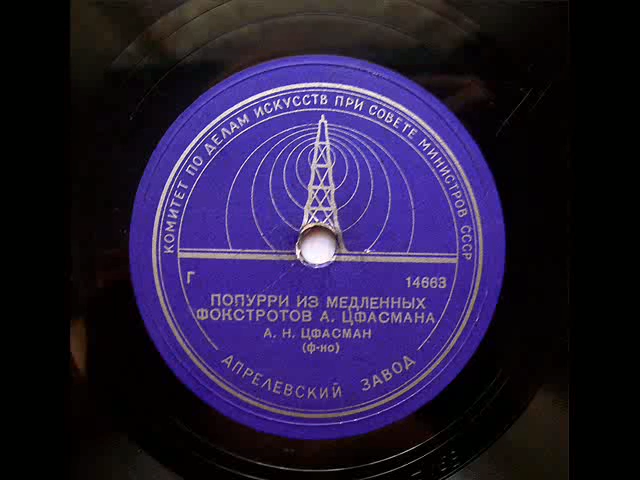 КОМИТЕТ ПО ДЕЛАМ ИСКУССТВ ПРИ СОВЕТЕ МИНИСТРОВ СССР
Г 14663
ПОПУРРИ ИЗ МЕДЛЕННЫХ
ФОКСТРОТОВ А. ЦФАСМАНА
А. Н. ЦФАСМАН
(ф-но)
АПРЕЛЕВСКИЙ ЗАВОД